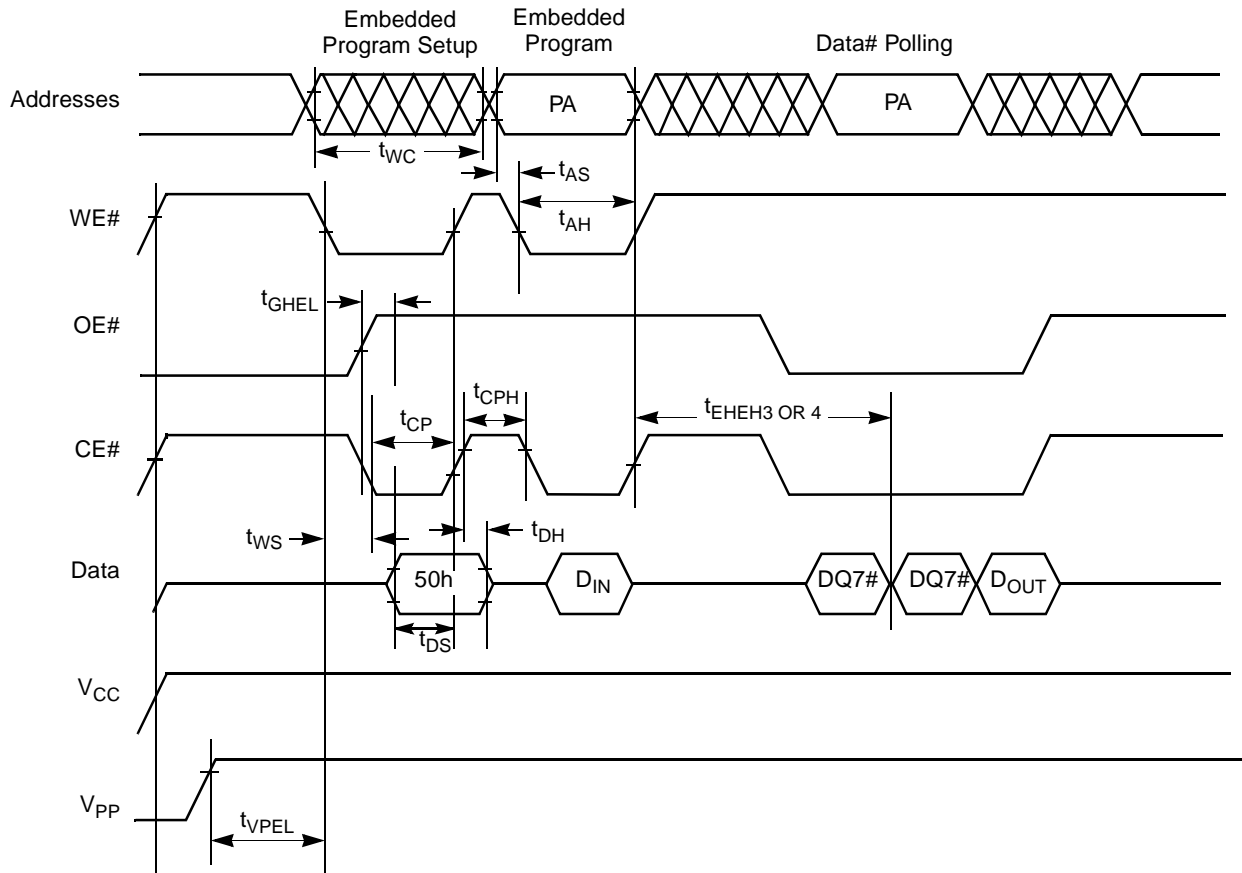 Embedded
Program Setup
Embedded
Program
Data# Polling
Addresses
PA
PA
tWC
tAS
WE#
tAH
tGHEL
OE#
tCPH
tCP
tEHEH3 OR 4
CE#
tWS
tDH
Data
50h
DIN
DQ7#
DQ7#
DOUT
tDS
VCC
VPP
tVPEL